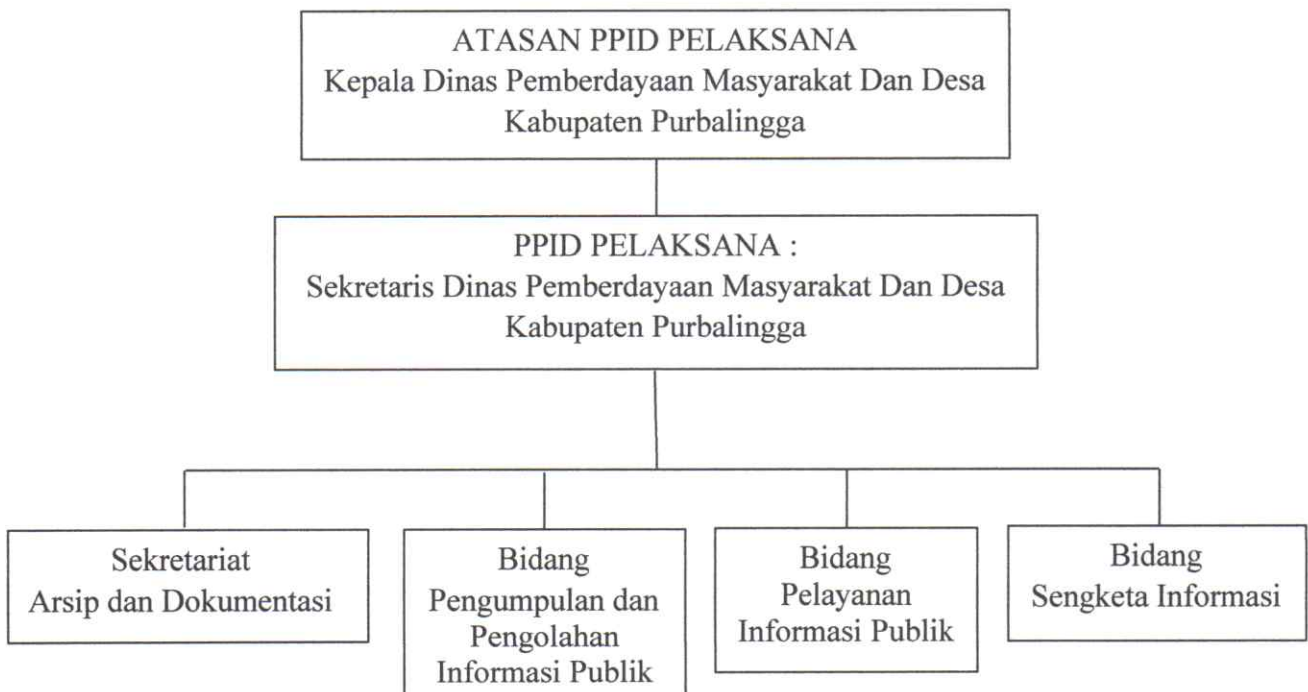 ATASAN PPID PELAKSANA
Kepala Dinas Pemberdayaan Masyarakat Dan Desa
Kabupaten Purbalingga
PPID PELAKSANA :
Sekretaris Dinas Pemberdayaan Masyarakat Dan Desa
Kabupaten Purbalingga
Sekretariat
Arsip dan Dokumentasi
Bidang
Pengumpulan dan
Pengolahan
Informasi Publik
Bidang
Pelayanan
Informasi Publik
Bidang
Sengketa Informasi